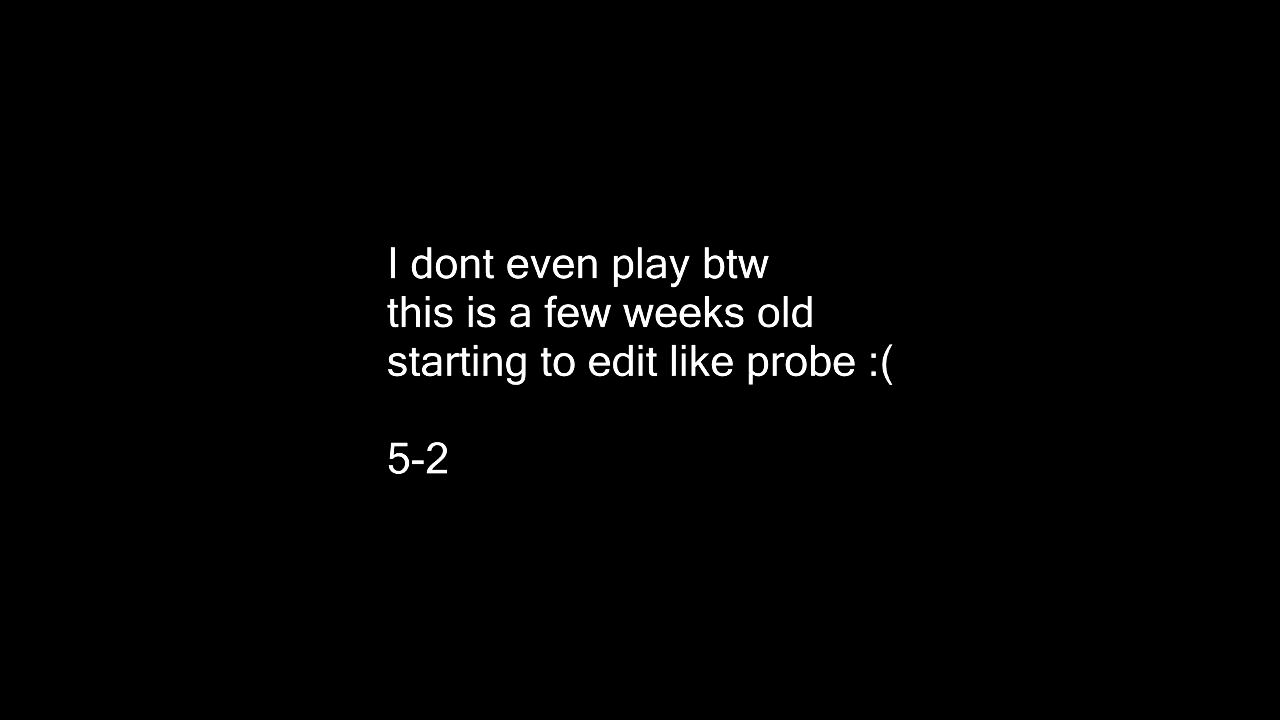 I dont even play btw
this is a few weeks old
starting to edit like probe :(
5-2